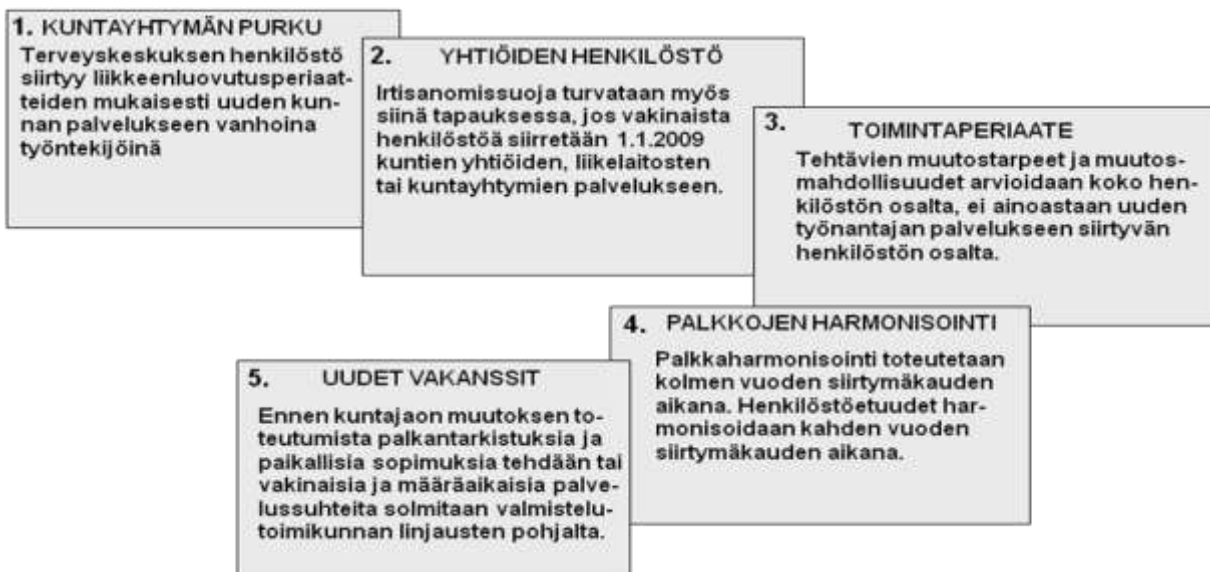 1. KUNTAYHTYMÄN PURKU
Terveyskeskuksen henkilöstö
siirtyy liikkeenluovutusperiaat-
teiden mukaisesti uuden kun-
nan palvelukseen vanhoina
työntekijöinä
2. YHTIÖIDEN HENKILÖSTÖ
Irtisanomissuoja turvataan myös
siinä tapauksessa, jos vakinaista
henkilöstöä siirretään 1.1.2009
kuntien yhtiöiden, liikelaitosten
tai kuntayhtymien palvelukseen.
3. TOIMINTAPERIAATE
Tehtävien muutostarpeet ja muutos-
mahdollisuudet arvioidaan koko hen-
kilöstön osalta, ei ainoastaan uuden
työnantajan palvelukseen siirtyvän
henkilöstön osalta.
4. PALKKOJEN HARMONISOINTI
Palkkaharmonisointi toteutetaan
kolmen vuoden siirtymäkauden
aikana. Henkilöstöetuudet har-
monisoidaan kahden vuoden
siirtymäkauden aikana.
5. UUDET VAKANSSIT
Ennen kuntajaon muutoksen to-
teutumista palkantarkistuksia ja
paikallisia sopimuksia tehdään tai
vakinaisia ja määräaikaisia palve-
lussuhteita solmitaan valmistelu-
toimikunnan linjausten pohjalta.